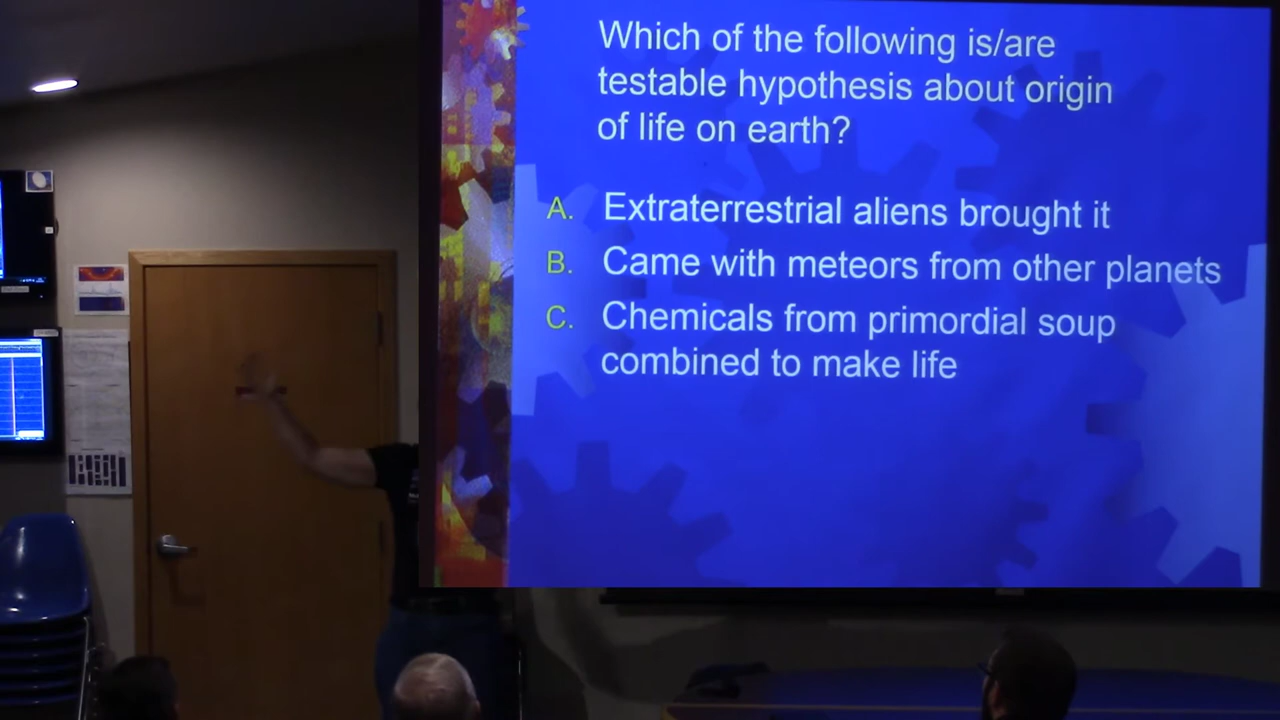 Which of the following is/are
testable hypothesis about origin
of life on earth?
A. Extraterrestrial aliens brought it
B. Came with meteors from other planets
C. Chemicals from primordial soup
combined to make life